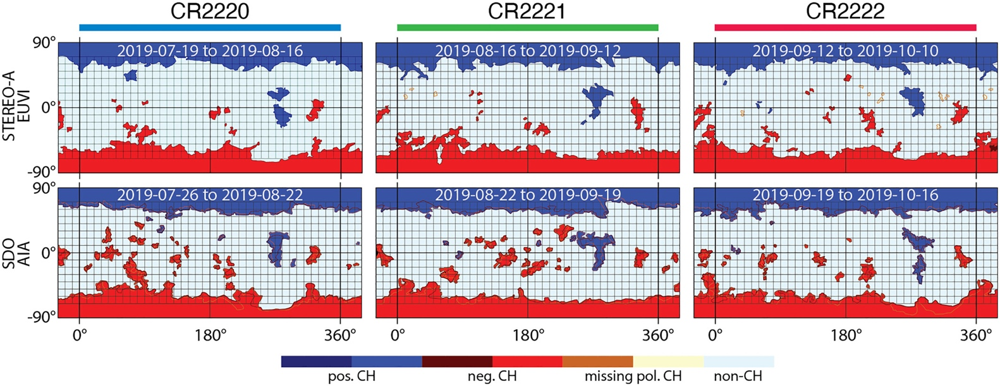 CR2220 CR2221 CR2222
90° 2019-07-19 to 2019-08-16 2019-08-16 to 2019-09-12 2019-09-12 to 2019-10-10
STEREO-A
EUVI
0°
-90°
90° 2019-07-26 to 2019-08-22 2019-08-22 to 2019-09-19 2019-09-19 to 2019-10-16
SDO
AIA
0°
-90°
0° 180° 360° 0° 180° 360° 0° 180° 360°
pos. CH neg. CH missing pol. CH non-CH